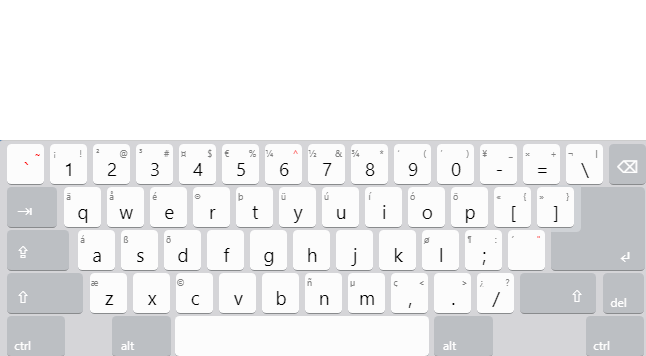 ~ ` ¡ ! 1 ² @ 2 ³ # 3 ¤ $ 4 € % 5 ¼ ^ 6 ½ & 7 ¾ * 8 ‘ ( 9 ’ ) 0 ¥ _ - × + = ¬ | \
ä q å w é e ® r þ t ü y ú u í i ó o ö p « { [ » } ]
á a ß s ð d f g h j k ø l ¶ : ; ´ "
æ z x © c v b ñ n µ m ç < , > . ¿ ? / del
ctrl alt alt ctrl